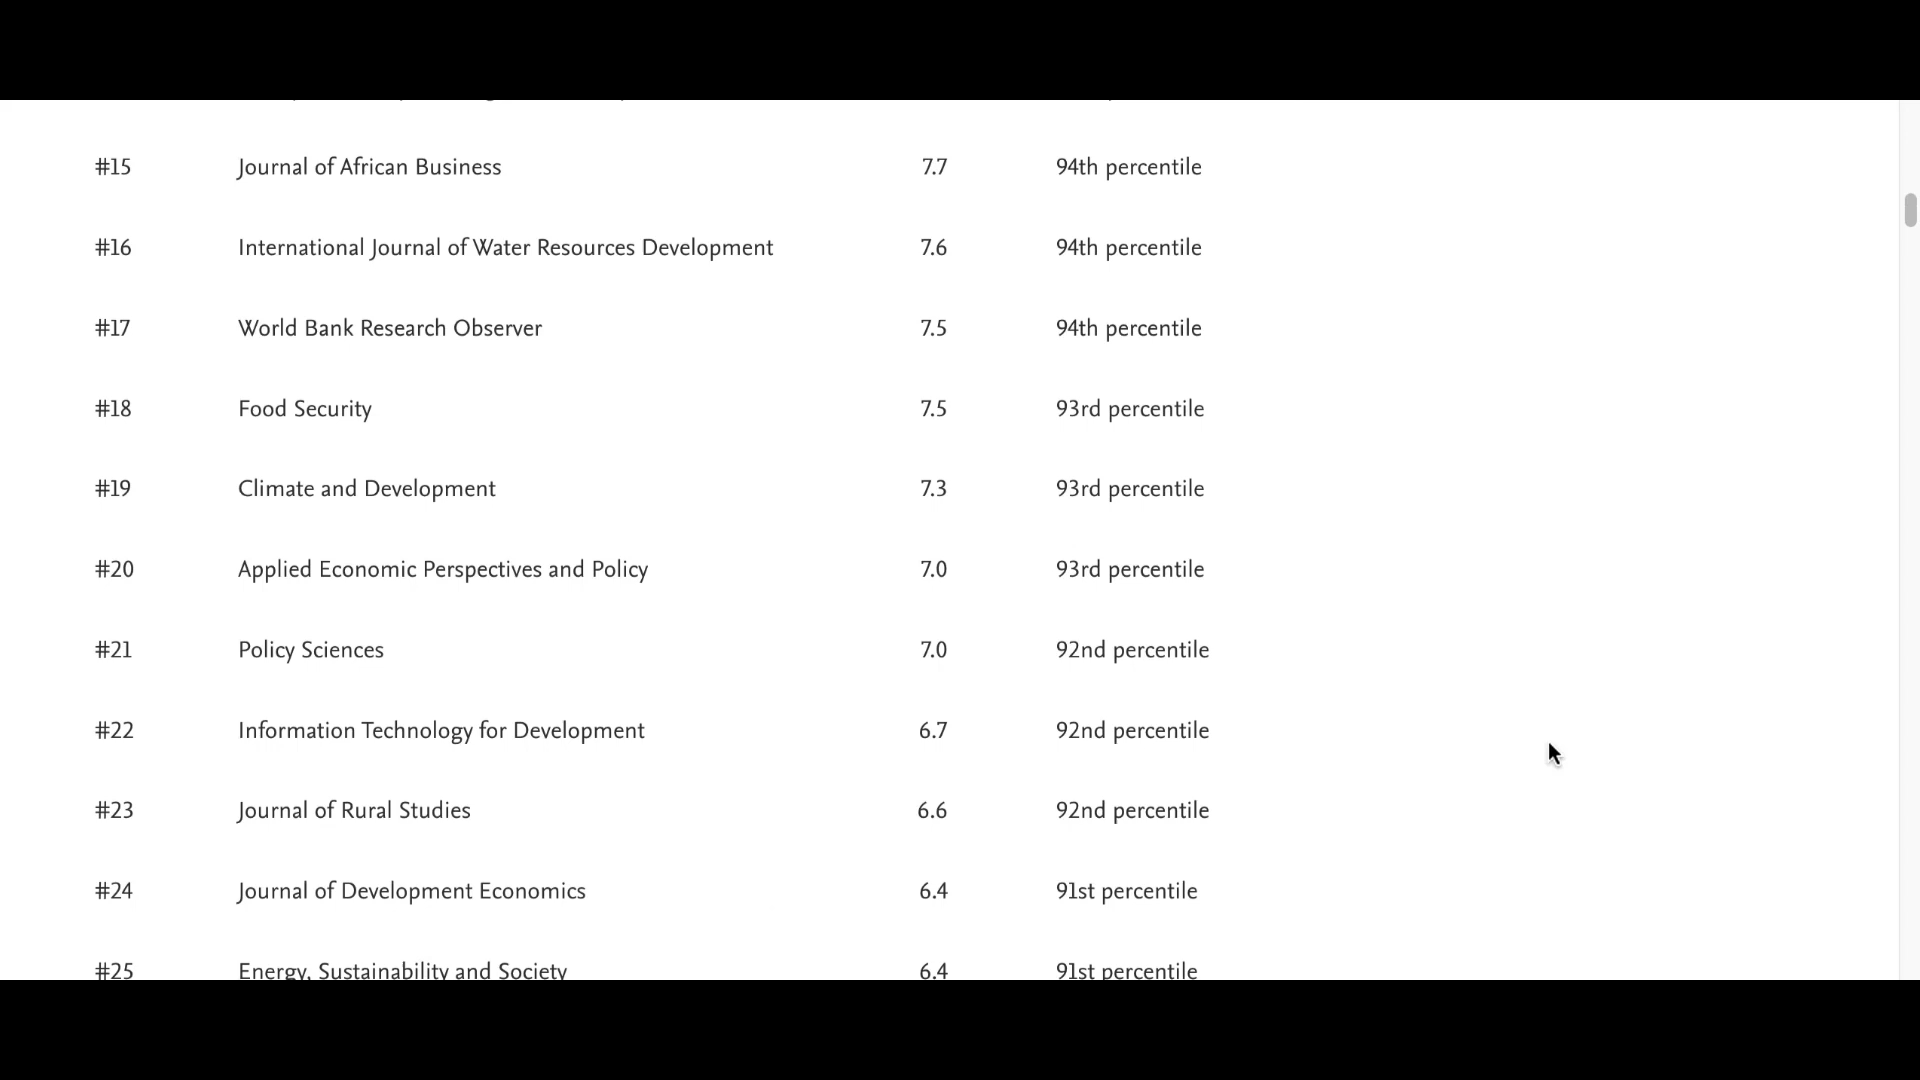 #15 Journal of African Business 7.7 94th percentile
#16 International Journal of Water Resources Development 7.6 94th percentile
#17 World Bank Research Observer 7.5 94th percentile
#18 Food Security 7.5 93rd percentile
#19 Climate and Development 7.3 93rd percentile
#20 Applied Economic Perspectives and Policy 7.0 93rd percentile
#21 Policy Sciences 7.0 92nd percentile
#22 Information Technology for Development 6.7 92nd percentile
#23 Journal of Rural Studies 6.6 92nd percentile
#24 Journal of Development Economics 6.4 91st percentile
#25 Energy, Sustainability and Society 6.4 91st percentile